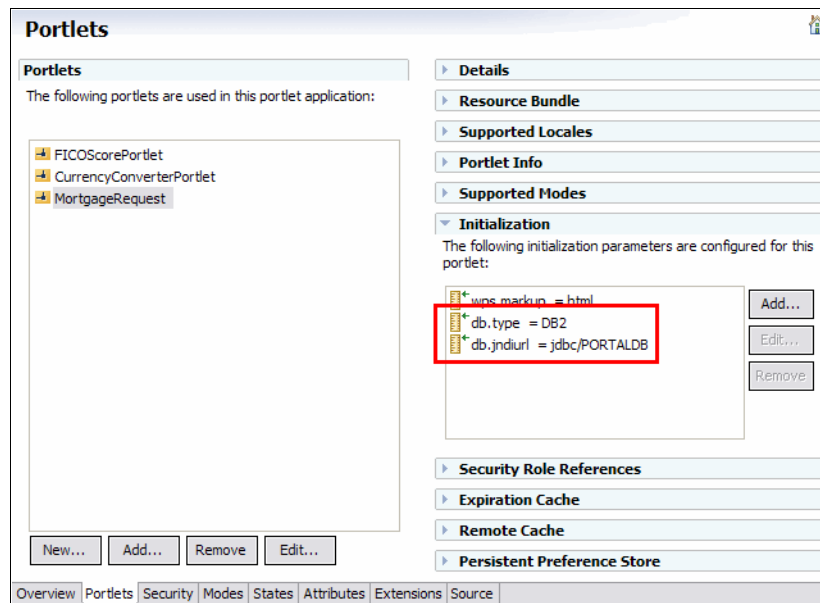 Portlets
Portlets
The following portlets are used in this portlet application:
FICOScorePortlet
CurrencyConverterPortlet
MortgageRequest
New...
Add...
Remove
Edit...
Details
Resource Bundle
Supported Locales
Portlet Info
Supported Modes
Initialization
The following initialization parameters are configured for this
portlet:
wps.markup = html
db.type = DB2
db.jndiurl = jdbc/PORTALDB
Add...
Edit...
Remove
Security Role References
Expiration Cache
Remote Cache
Persistent Preference Store
Overview Portlets Security Modes States Attributes Extensions Source